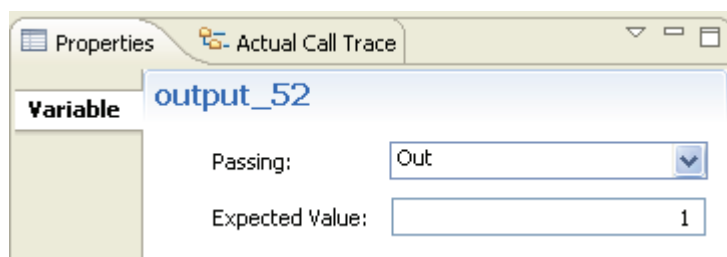 Properties Actual Call Trace
Variable
output_52
Passing: Out
Expected Value: 1